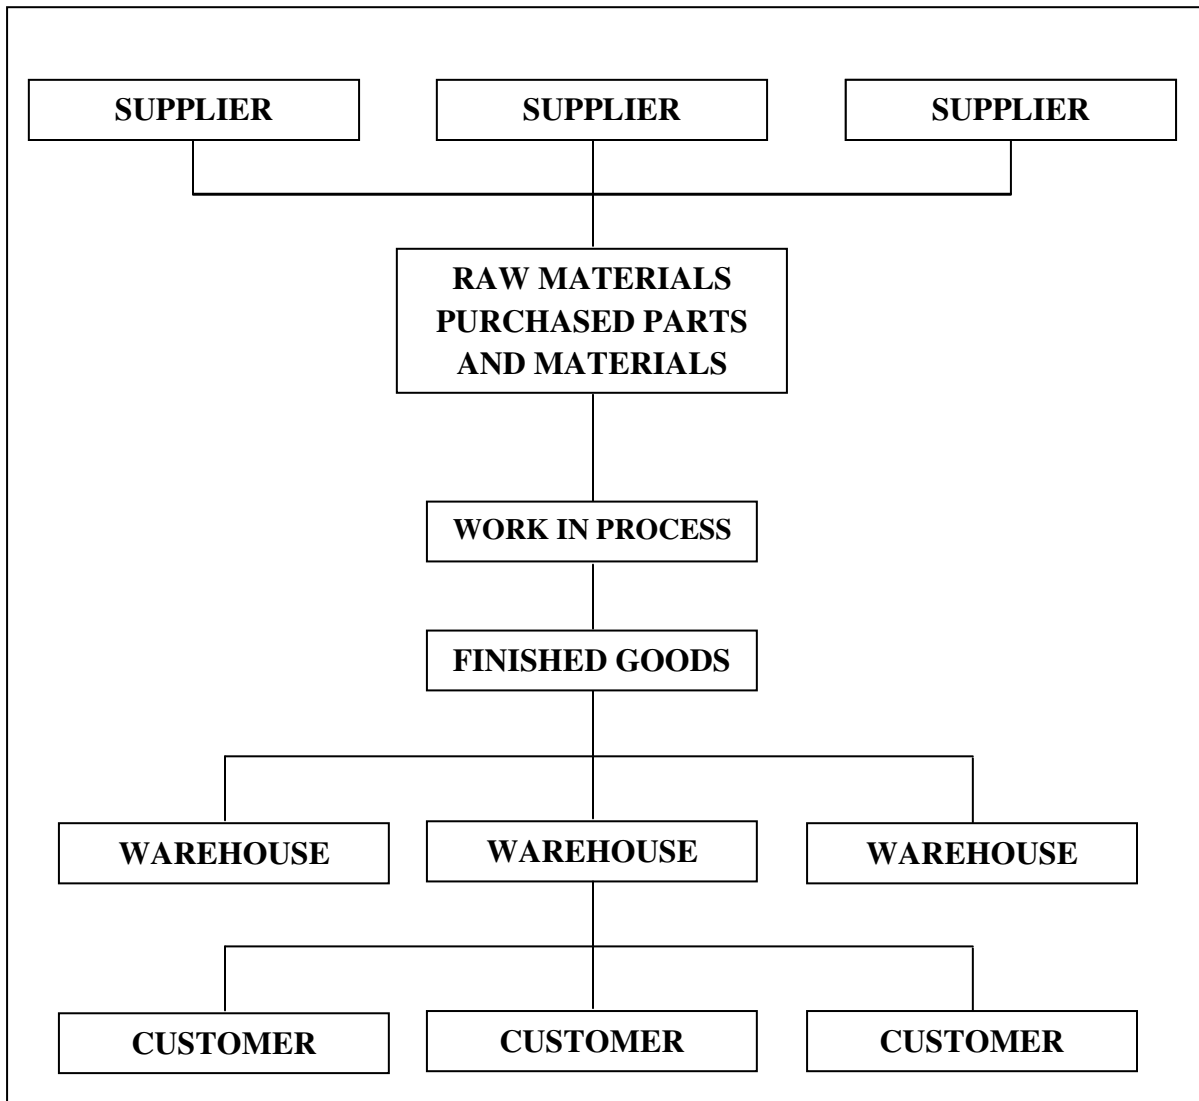 SUPPLIER
SUPPLIER
SUPPLIER
RAW MATERIALS
PURCHASED PARTS
AND MATERIALS
WORK IN PROCESS
FINISHED GOODS
WAREHOUSE
WAREHOUSE
WAREHOUSE
CUSTOMER
CUSTOMER
CUSTOMER